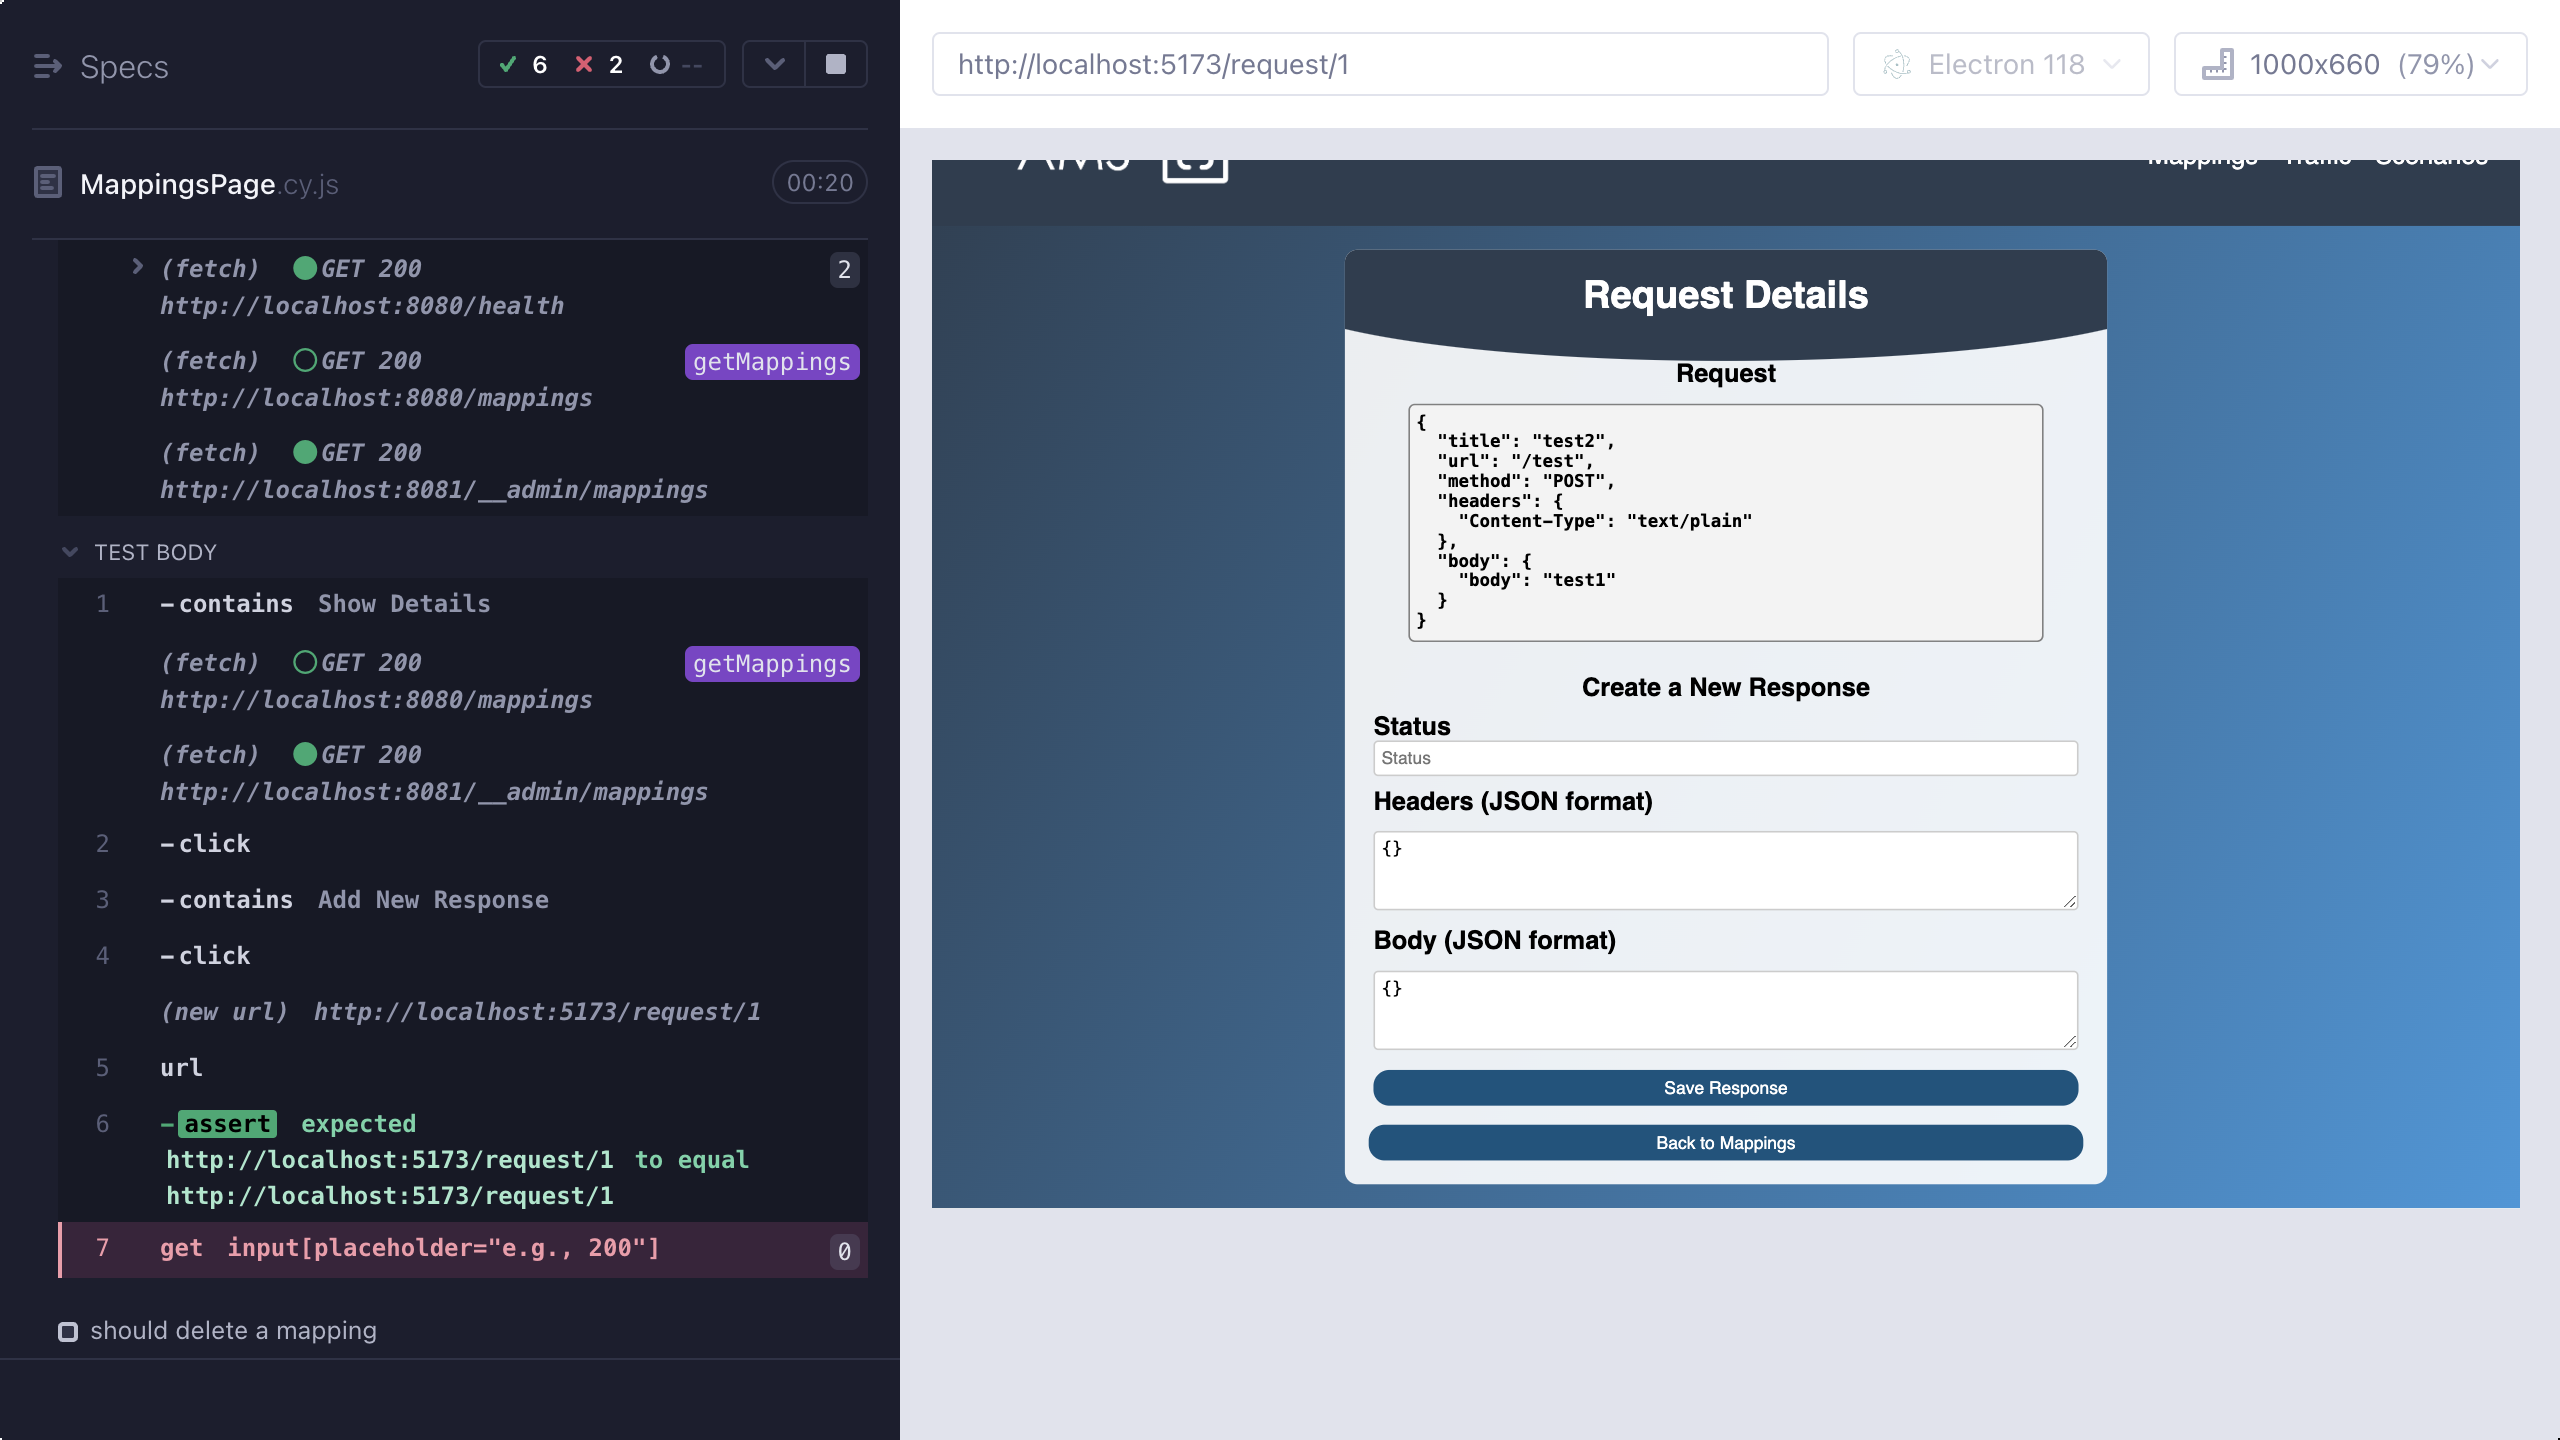 Specs
6 2 --
MappingsPage.cy.js
00:20
(fetch) GET 200 2
http://localhost:8080/health
(fetch) GET 200 getMappings
http://localhost:8080/mappings
(fetch) GET 200
http://localhost:8081/__admin/mappings
TEST BODY
1 -contains Show Details
(fetch) GET 200 getMappings
http://localhost:8080/mappings
(fetch) GET 200
http://localhost:8081/__admin/mappings
2 -click
3 -contains Add New Response
4 -click
(new url) http://localhost:5173/request/1
5 url
6 -assert expected
http://localhost:5173/request/1 to equal
http://localhost:5173/request/1
7 get input[placeholder="e.g., 200"] 0
should delete a mapping
http://localhost:5173/request/1
Electron 118
1000x660 (79%)
AMS {}
Mappings Traffic Scenarios
Request Details
Request
{
"title": "test2",
"url": "/test",
"method": "POST",
"headers": {
"Content-Type": "text/plain"
},
"body": {
"body": "test1"
}
}
Create a New Response
Status
Status
Headers (JSON format)
{}
Body (JSON format)
{}
Save Response
Back to Mappings